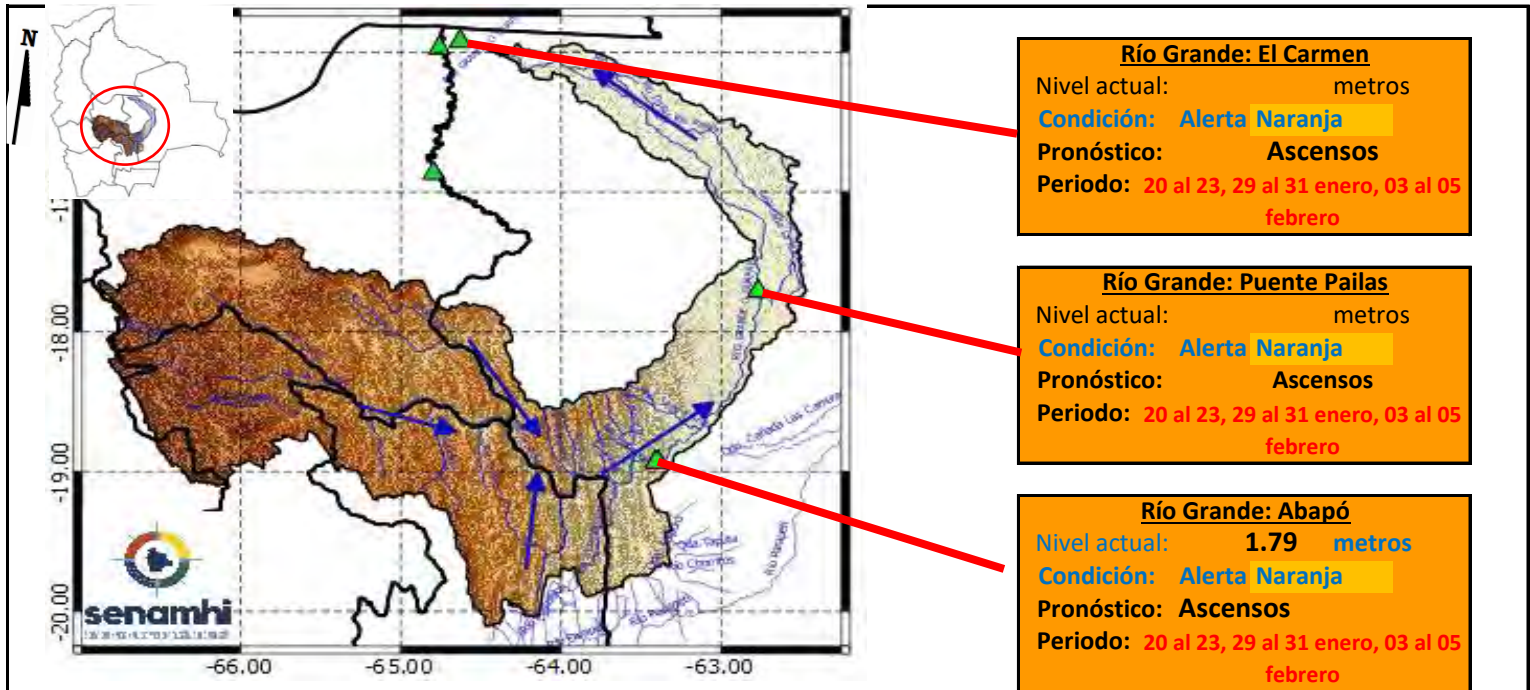 N
-17
-18.00
-19.00
-20.00
-66.00
-65.00
-64.00
-63.00
senamhi
Río Grande: El Carmen
Nivel actual: metros
Condición: Alerta Naranja
Pronóstico: Ascensos
Periodo: 20 al 23, 29 al 31 enero, 03 al 05
febrero
Río Grande: Puente Pailas
Nivel actual: metros
Condición: Alerta Naranja
Pronóstico: Ascensos
Periodo: 20 al 23, 29 al 31 enero, 03 al 05
febrero
Qda. Cañada Las
Río Grande: Abapó
Nivel actual: 1.79 metros
Condición: Alerta Naranja
Pronóstico: Ascensos
Periodo: 20 al 23, 29 al 31 enero, 03 al 05
febrero